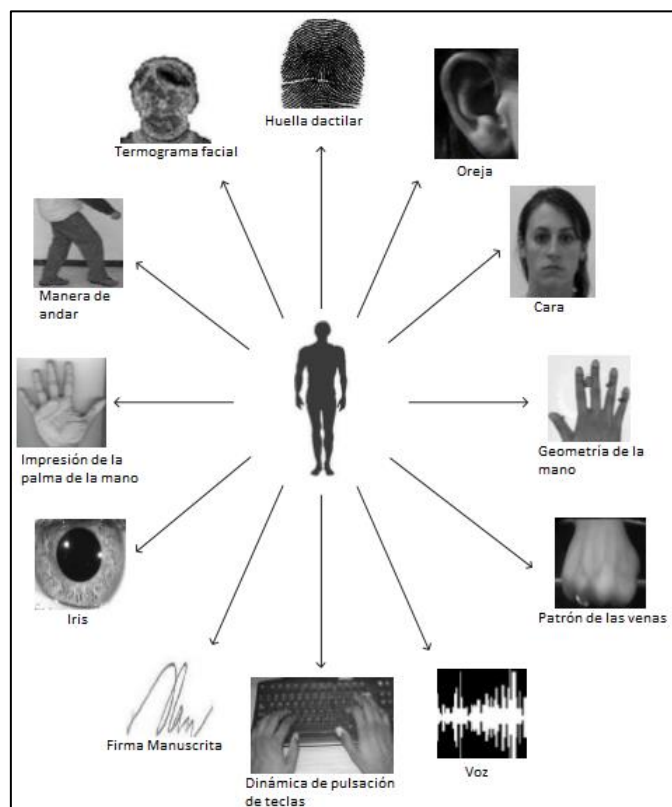 Huella dactilar
Termograma facial
Oreja
Manera de
andar
Cara
Impresión de la
palma de la mano
Geometría de la
mano
Iris
Patrón de las venas
Firma Manuscrita
Dinámica de pulsación
de teclas
Voz